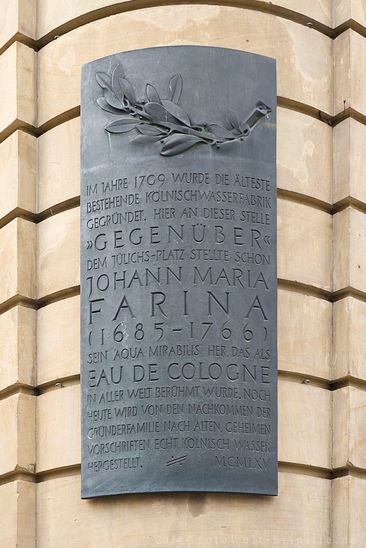 IM JAHRE 1709 WURDE DIE ÄLTESTE
BESTEHENDE KÖLNISCHWASSERFABRIK
GEGRÜNDET. HIER AN DIESER STELLE
»GEGENÜBER«
DEM JÜLICHS-PLATZ STELLTE SCHON
JOHANN MARIA
FARINA
(1685-1766)
SEIN 'AQUA MIRABILIS' HER, DAS ALS
EAU DE COLOGNE
IN ALLER WELT BERÜHMT WURDE, NOCH
HEUTE WIRD VON DEN NACHKOMMEN DER
GRÜNDERFAMILIE NACH ALTEN, GEHEIMEN
VORSCHRIFTEN ECHT KÖLNISCH WASSER
HERGESTELLT. MCMLXV